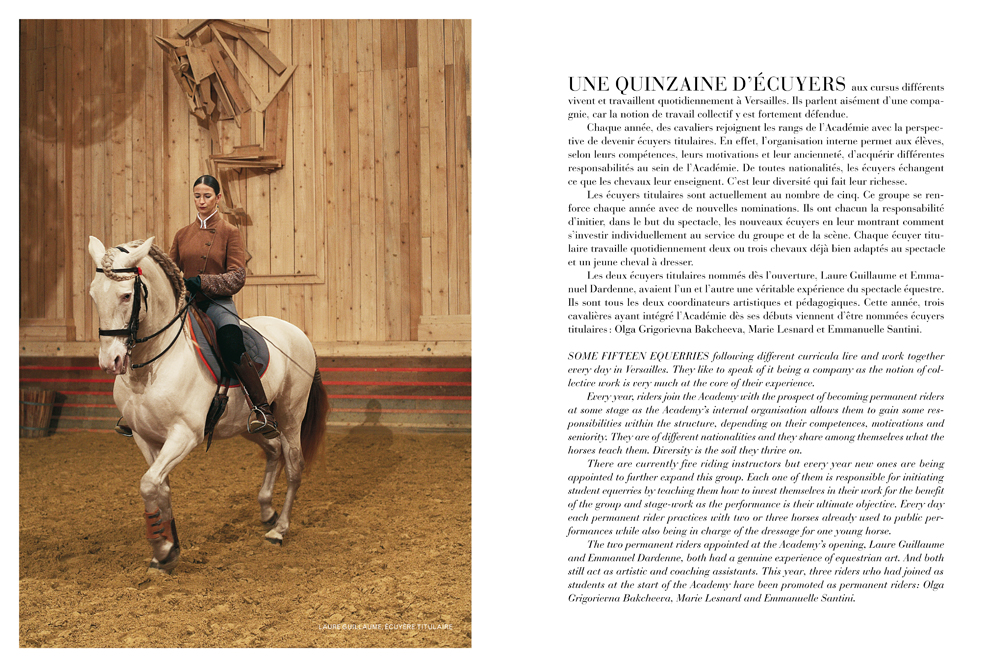 LAURE GUILLAUME, ÉCUYÈRE TITULAIRE
UNE QUINZAINE D’ÉCUYERS aux cursus différents
vivent et travaillent quotidiennement à Versailles. Ils parlent aisément d’une compa-
gnie, car la notion de travail collectif y est fortement défendue.
Chaque année, des cavaliers rejoignent les rangs de l’Académie avec la perspec-
tive de devenir écuyers titulaires. En effet, l’organisation interne permet aux élèves,
selon leurs compétences, leurs motivations et leur ancienneté, d’acquérir différentes
responsabilités au sein de l’Académie. De toutes nationalités, les écuyers échangent
ce que les chevaux leur enseignent. C’est leur diversité qui fait leur richesse.
Les écuyers titulaires sont actuellement au nombre de cinq. Ce groupe se ren-
force chaque année avec de nouvelles nominations. Ils ont chacun la responsabilité
d’initier, dans le but du spectacle, les nouveaux écuyers en leur montrant comment
s’investir individuellement au service du groupe et de la scène. Chaque écuyer titu-
laire travaille quotidiennement deux ou trois chevaux déjà bien adaptés au spectacle
et un jeune cheval à dresser.
Les deux écuyers titulaires nommés dès l’ouverture, Laure Guillaume et Emma-
nuel Dardenne, avaient l’un et l’autre une véritable expérience du spectacle équestre.
Ils sont tous les deux coordinateurs artistiques et pédagogiques. Cette année, trois
cavalières ayant intégré l’Académie dès ses débuts viennent d’être nommées écuyers
titulaires : Olga Grigorievna Bakcheeva, Marie Lesnard et Emmanuelle Santini.
SOME FIFTEEN EQUERRIES following different curricula live and work together
every day in Versailles. They like to speak of it being a company as the notion of col-
lective work is very much at the core of their experience.
Every year, riders join the Academy with the prospect of becoming permanent riders
at some stage as the Academy’s internal organisation allows them to gain some res-
ponsibilities within the structure, depending on their competences, motivations and
seniority. They are of different nationalities and they share among themselves what the
horses teach them. Diversity is the soil they thrive on.
There are currently five riding instructors but every year new ones are being
appointed to further expand this group. Each one of them is responsible for initiating
student equerries by teaching them how to invest themselves in their work for the benefit
of the group and stage-work as the performance is their ultimate objective. Every day
each permanent rider practices with two or three horses already used to public per-
formances while also being in charge of the dressage for one young horse.
The two permanent riders appointed at the Academy’s opening, Laure Guillaume
and Emmanuel Dardenne, both had a genuine experience of equestrian art. And both
still act as artistic and coaching assistants. This year, three riders who had joined as
students at the start of the Academy have been promoted as permanent riders: Olga
Grigorievna Bakcheeva, Marie Lesnard and Emmanuelle Santini.